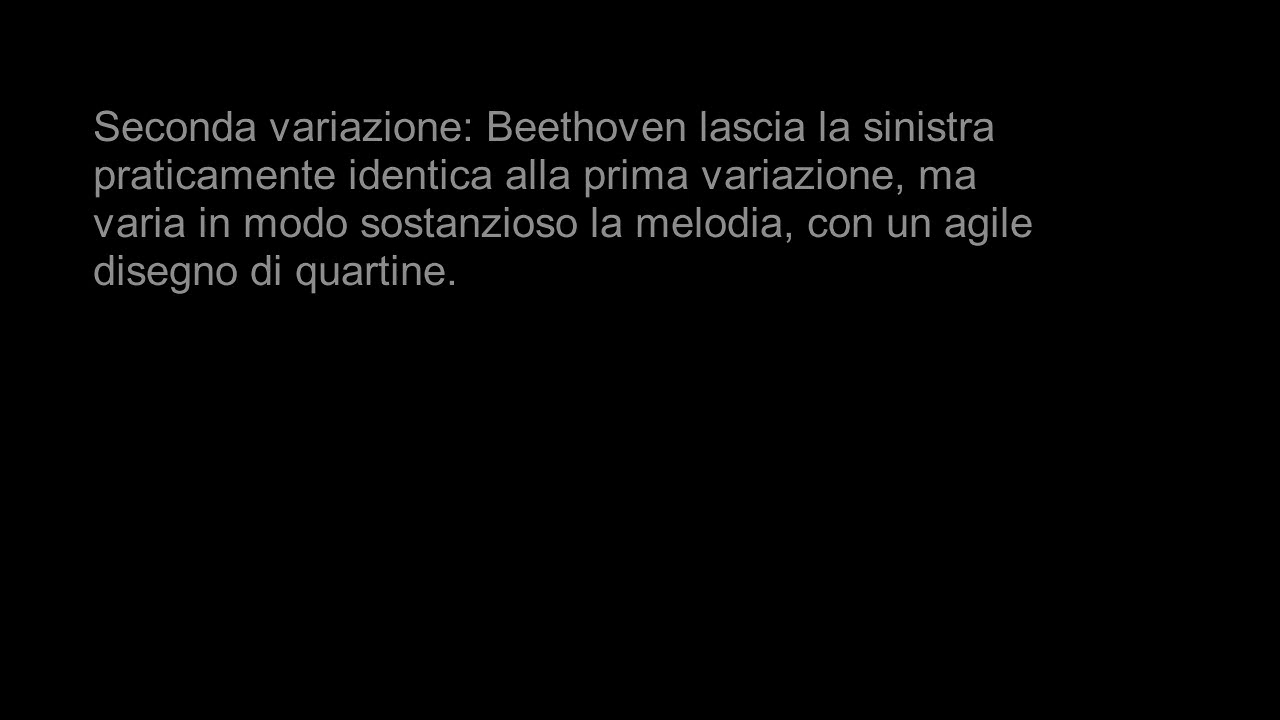 Seconda variazione: Beethoven lascia la sinistra
praticamente identica alla prima variazione, ma
varia in modo sostanzioso la melodia, con un agile
disegno di quartine.